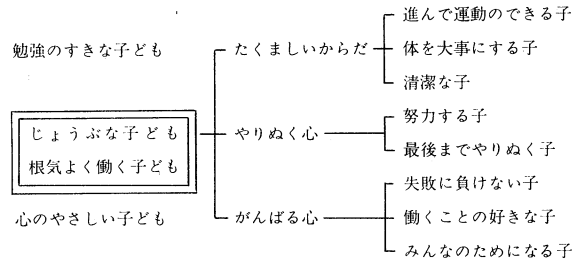 勉強のすきな子ども
じょうぶな子ども
根気よく働く子ども
心のやさしい子ども
たくましいからだ
進んで運動のできる子
体を大事にする子
清潔な子
やりぬく心
努力する子
最後までやりぬく子
がんばる心
失敗に負けない子
働くことの好きな子
みんなのためになる子